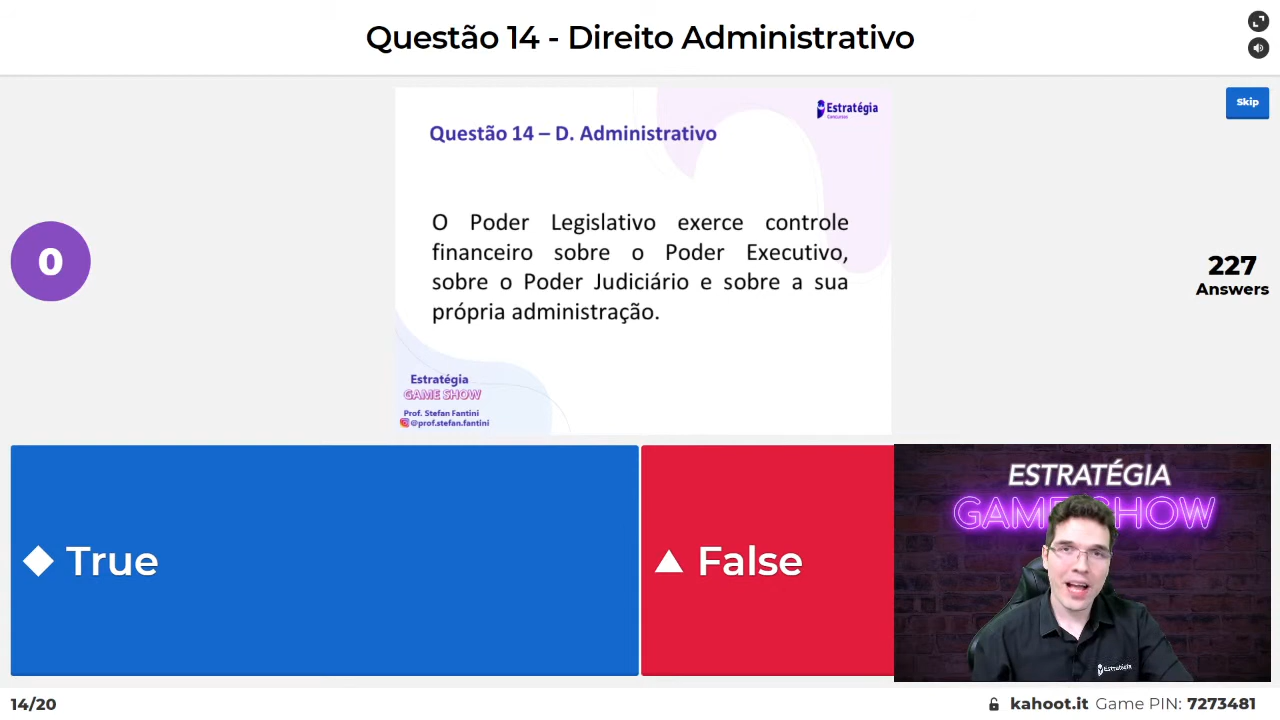 Questão 14 - Direito Administrativo
Skip
Estratégia
Concursos
Questão 14 – D. Administrativo
O Poder Legislativo exerce controle
financeiro sobre o Poder Executivo,
sobre o Poder Judiciário e sobre a sua
própria administração.
0
227
Answers
Estratégia
GAME SHOW
Prof. Stefan Fantini
@prof.stefan.fantini
True
False
ESTRATÉGIA
GAME SHOW
Estratégia
14/20
kahoot.it Game PIN: 7273481